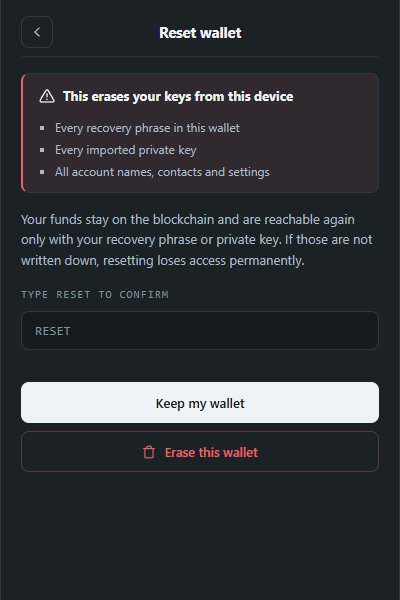 Reset wallet
This erases your keys from this device
Every recovery phrase in this wallet
Every imported private key
All account names, contacts and settings
Your funds stay on the blockchain and are reachable again
only with your recovery phrase or private key. If those are not
written down, resetting loses access permanently.
TYPE RESET TO CONFIRM
RESET
Keep my wallet
Erase this wallet